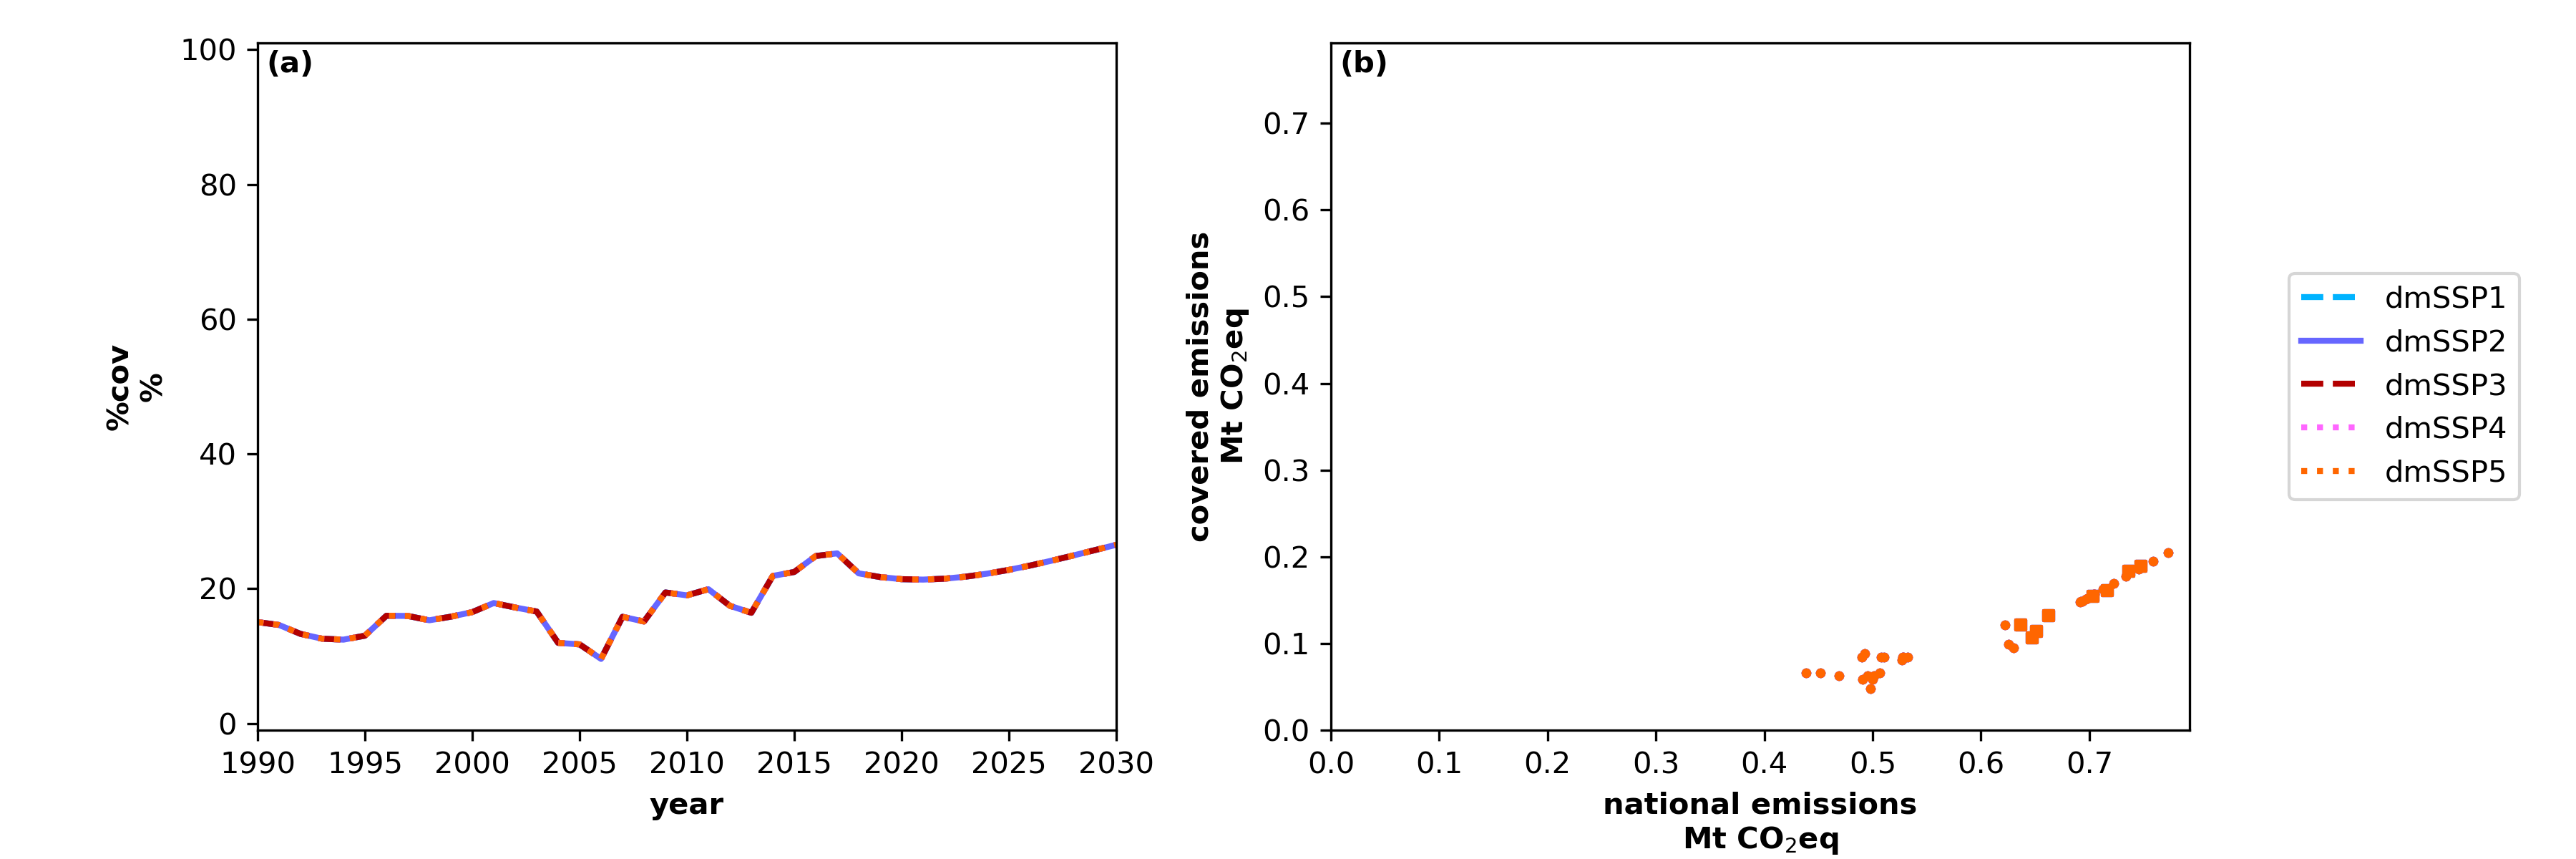 (a)
100
80
60
40
20
0
%cov
%
1990 1995 2000 2005 2010 2015 2020 2025 2030
year
(b)
0.7
0.6
0.5
0.4
0.3
0.2
0.1
0.0
covered emissions
Mt CO₂eq
0.0 0.1 0.2 0.3 0.4 0.5 0.6 0.7
national emissions
Mt CO₂eq
dmSSP1
dmSSP2
dmSSP3
dmSSP4
dmSSP5